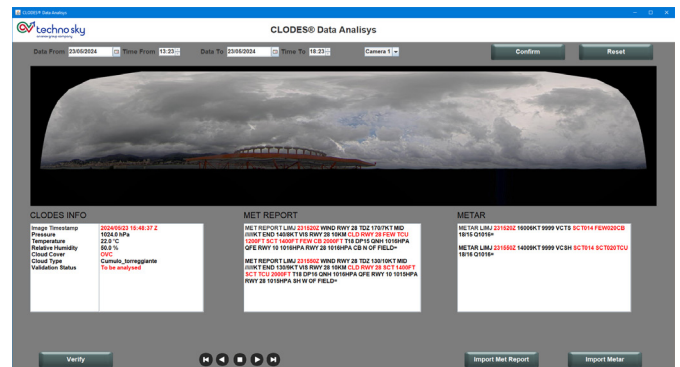 CLODES® Data Analisys
technosky
CLODES® Data Analisys
Data From 23/05/2024 Time From 13:23 Data To 23/05/2024 Time To 18:23 Camera 1 Confirm Reset
CLODES INFO
Image Timestamp 2024/05/23 15:48:37 Z
Pressure 1024.0 hPa
Temperature 22.0 °C
Relative Humidity 50.0 %
Cloud Cover OVC
Cloud Type Cumulo_torreggiante
Validation Status To be analysed
MET REPORT
MET REPORT LIMJ 231520Z WIND RWY 28 TDZ 170/7KT MID
///KT END 140/8KT VIS RWY 28 10KM CLD RWY 28 FEW TCU
1200FT SCT 1400FT FEW CB 2000FT T18 DP15 QNH 1016HPA
QFE RWY 10 1016HPA RWY 28 1016HPA CB N OF FIELD=
MET REPORT LIMJ 231550Z WIND RWY 28 TDZ 130/10KT MID
///KT END 130/9KT VIS RWY 28 10KM CLD RWY 28 SCT 1400FT
SCT TCU 2000FT T18 DP16 QNH 1016HPA QFE RWY 10 1015HPA
RWY 28 1015HPA SH W OF FIELD=
METAR
METAR LIMJ 231520Z 16006KT 9999 VCTS SCT014 FEW020CB
18/15 Q1016=
METAR LIMJ 231550Z 14009KT 9999 VCSH SCT014 SCT020TCU
18/16 Q1016=
Verify Import Met Report Import Metar